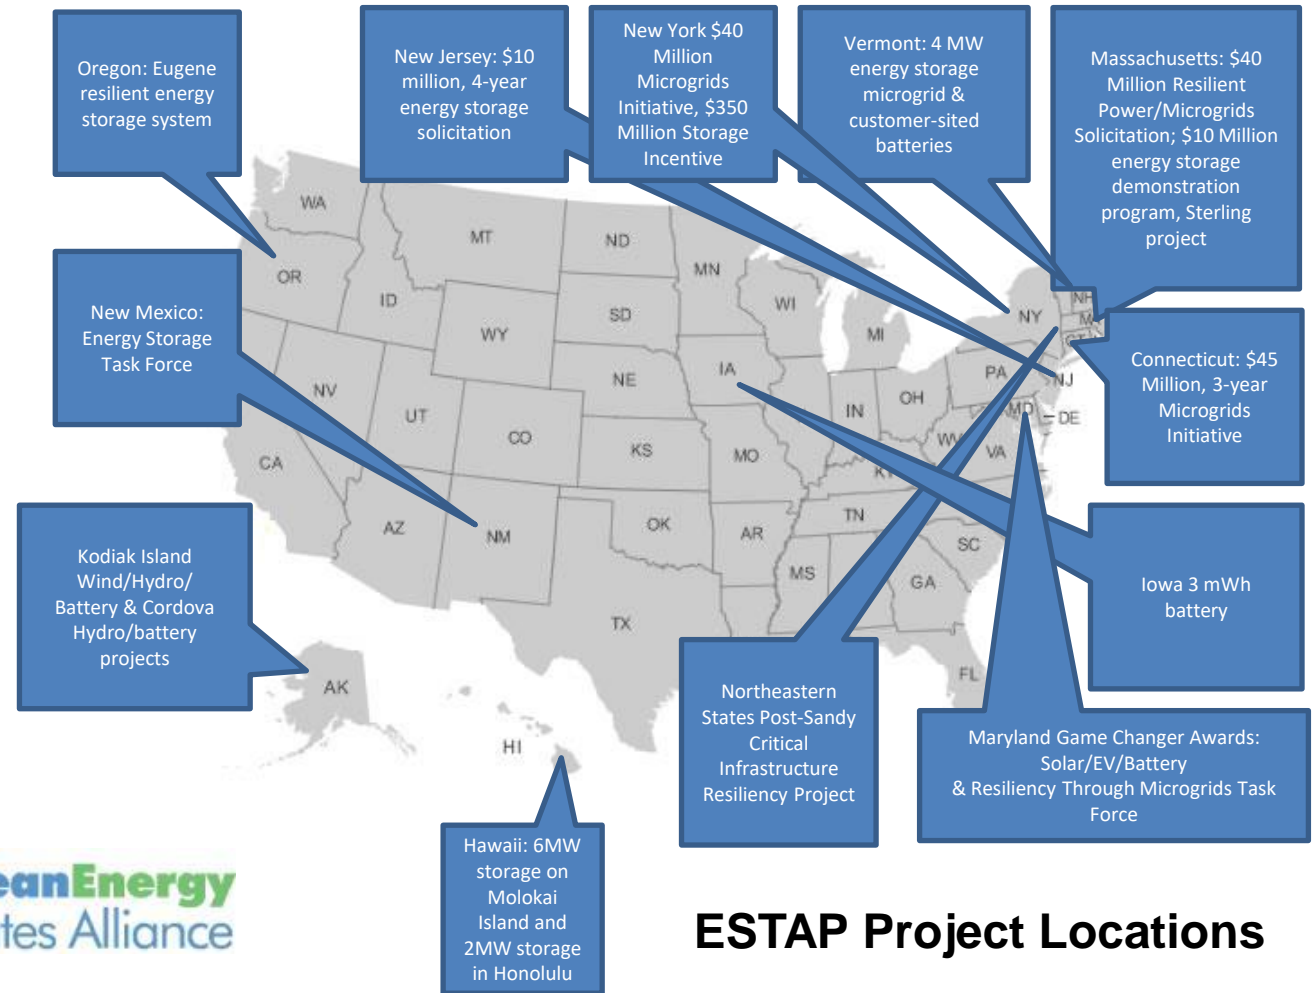 Oregon: Eugene
resilient energy
storage system
New Jersey: $10
million, 4-year
energy storage
solicitation
New York $40
Million
Microgrids
Initiative, $350
Million Storage
Incentive
Vermont: 4 MW
energy storage
microgrid &
customer-sited
batteries
Massachusetts: $40
Million Resilient
Power/Microgrids
Solicitation; $10 Million
energy storage
demonstration
program, Sterling
project
New Mexico:
Energy Storage
Task Force
Connecticut: $45
Million, 3-year
Microgrids
Initiative
Kodiak Island
Wind/Hydro/
Battery & Cordova
Hydro/battery
projects
Iowa 3 mWh
battery
Northeastern
States Post-Sandy
Critical
Infrastructure
Resiliency Project
Maryland Game Changer Awards:
Solar/EV/Battery
& Resiliency Through Microgrids Task
Force
Hawaii: 6MW
storage on
Molokai
Island and
2MW storage
in Honolulu
WA
MT
ND
MN
OR
ID
SD
WI
NY
NH
WY
MI
IA
PA
NJ
NV
NE
OH
IN
MD
DE
UT
CO
KS
MO
WV
VA
CA
KY
AZ
NM
OK
AR
TN
SC
MS
GA
TX
FL
AK
HI
eanEnergy
tes Alliance
ESTAP Project Locations